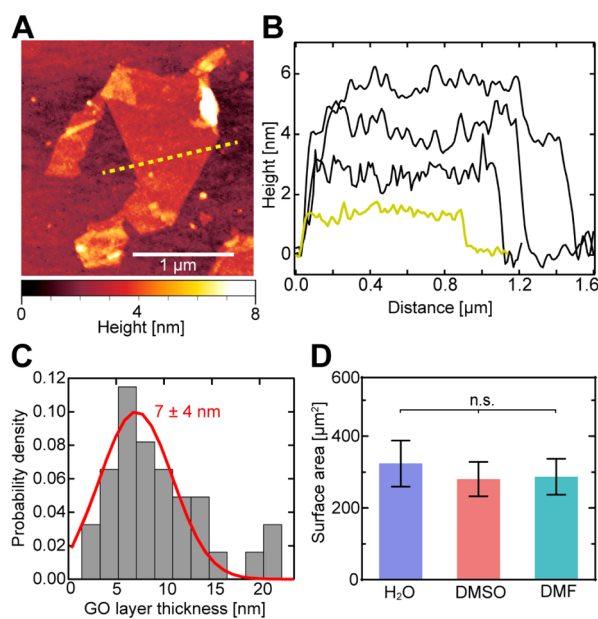 A
1 µm
0
4
8
Height [nm]
B
Height [nm]
6
4
2
0
0
0.4
0.8
1.2
1.6
Distance [µm]
C
Probability density
0.12
0.10
0.08
0.06
0.04
0.02
0.00
7 ± 4 nm
0
5
10
15
20
GO layer thickness [nm]
D
Surface area [µm²]
600
300
300
0
n.s.
H₂O
DMSO
DMF